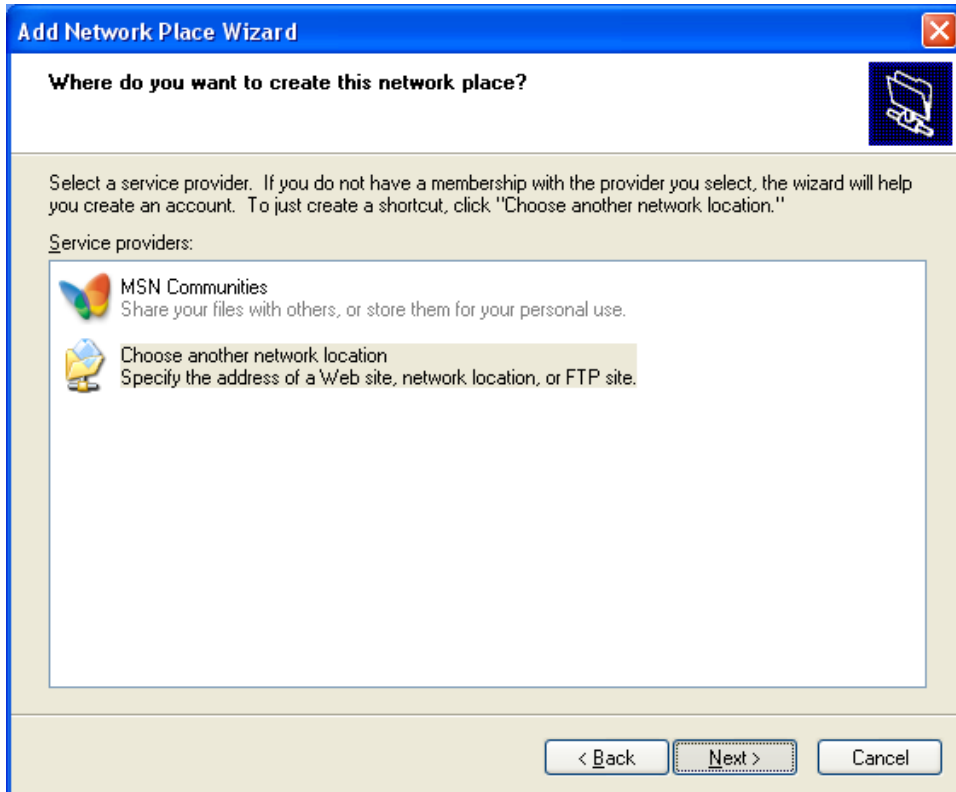 Add Network Place Wizard
Where do you want to create this network place?
Select a service provider.  If you do not have a membership with the provider you select, the wizard will help
you create an account.  To just create a shortcut, click "Choose another network location."
Service providers:
MSN Communities
Share your files with others, or store them for your personal use.
Choose another network location
Specify the address of a Web site, network location, or FTP site.
< Back
Next >
Cancel